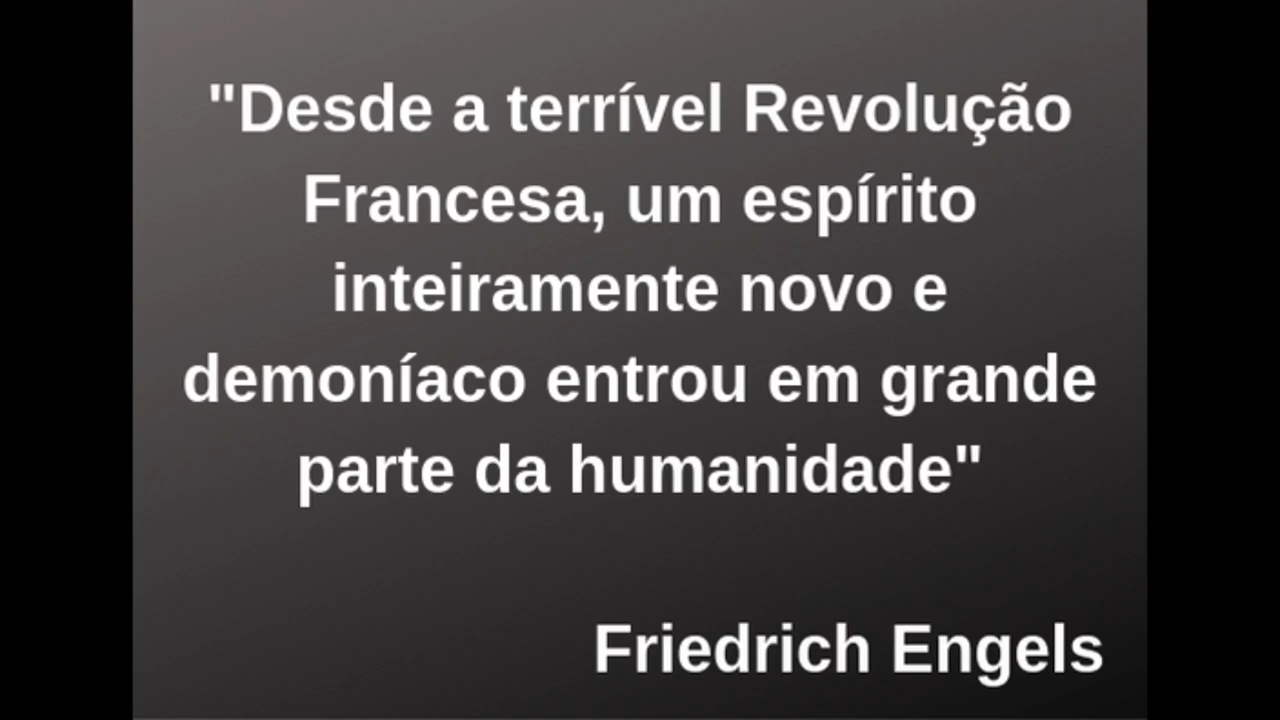 "Desde a terrível Revolução
Francesa, um espírito
inteiramente novo e
demoníaco entrou em grande
parte da humanidade"
Friedrich Engels